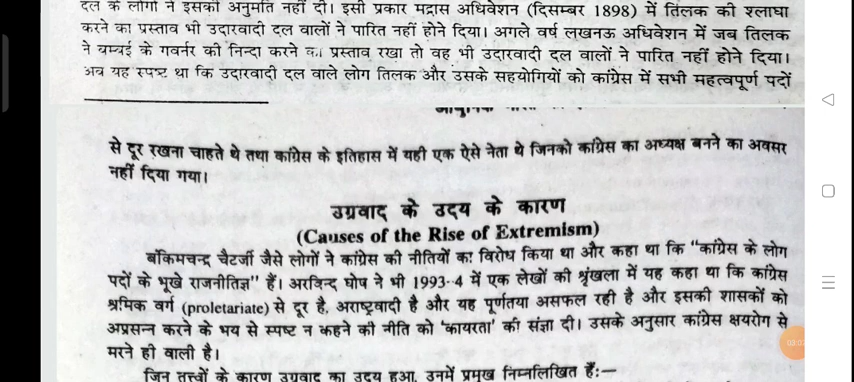 दल के लोगों ने इसकी अनुमति नहीं दी। इसी प्रकार मद्रास अधिवेशन (दिसम्बर 1898) में तिलक की श्लाघा
करने का प्रस्ताव भी उदारवादी दल वालों ने पारित नहीं होने दिया। अगले वर्ष लखनऊ अधिवेशन में जब तिलक
ने बम्बई के गवर्नर की निन्दा करने का प्रस्ताव रखा तो वह भी उदारवादी दल वालों ने पारित नहीं होने दिया।
अब यह स्पष्ट था कि उदारवादी दल वाले लोग तिलक और उसके सहयोगियों को कांग्रेस में सभी महत्वपूर्ण पदों
से दूर रखना चाहते थे तथा कांग्रेस के इतिहास में यही एक ऐसे नेता थे जिनको कांग्रेस का अध्यक्ष बनने का अवसर
नहीं दिया गया।
उग्रवाद के उदय के कारण
(Causes of the Rise of Extremism)
बंकिमचन्द्र चैटर्जी जैसे लोगों ने कांग्रेस की नीतियों का विरोध किया था और कहा था कि “कांग्रेस के लोग
पदों के भूखे राजनीतिज्ञ” हैं। अरविन्द घोष ने भी 1993-4 में एक लेखों की श्रृंखला में यह कहा था कि कांग्रेस
श्रमिक वर्ग (proletariate) से दूर है, अराष्ट्रवादी है और यह पूर्णतया असफल रही है और इसकी शासकों को
अप्रसन्न करने के भय से स्पष्ट न कहने की नीति को ‘कायरता’ की संज्ञा दी। उसके अनुसार कांग्रेस क्षयरोग से
मरने ही वाली है।
जिन तत्त्वों के कारण उग्रवाद का उदय हुआ, उनमें प्रमुख निम्नलिखित हैं:—